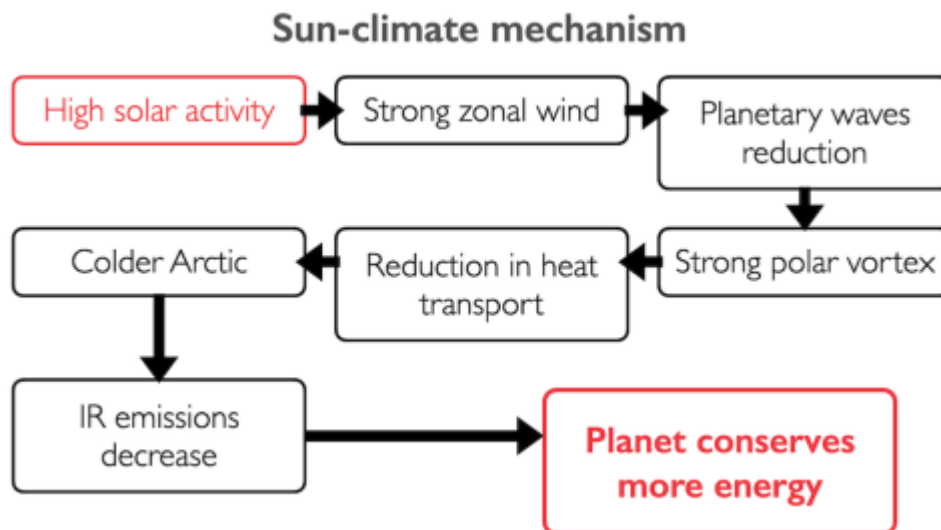 Sun-climate mechanism
High solar activity
Strong zonal wind
Planetary waves
reduction
Strong polar vortex
Reduction in heat
transport
Colder Arctic
IR emissions
decrease
Planet conserves
more energy